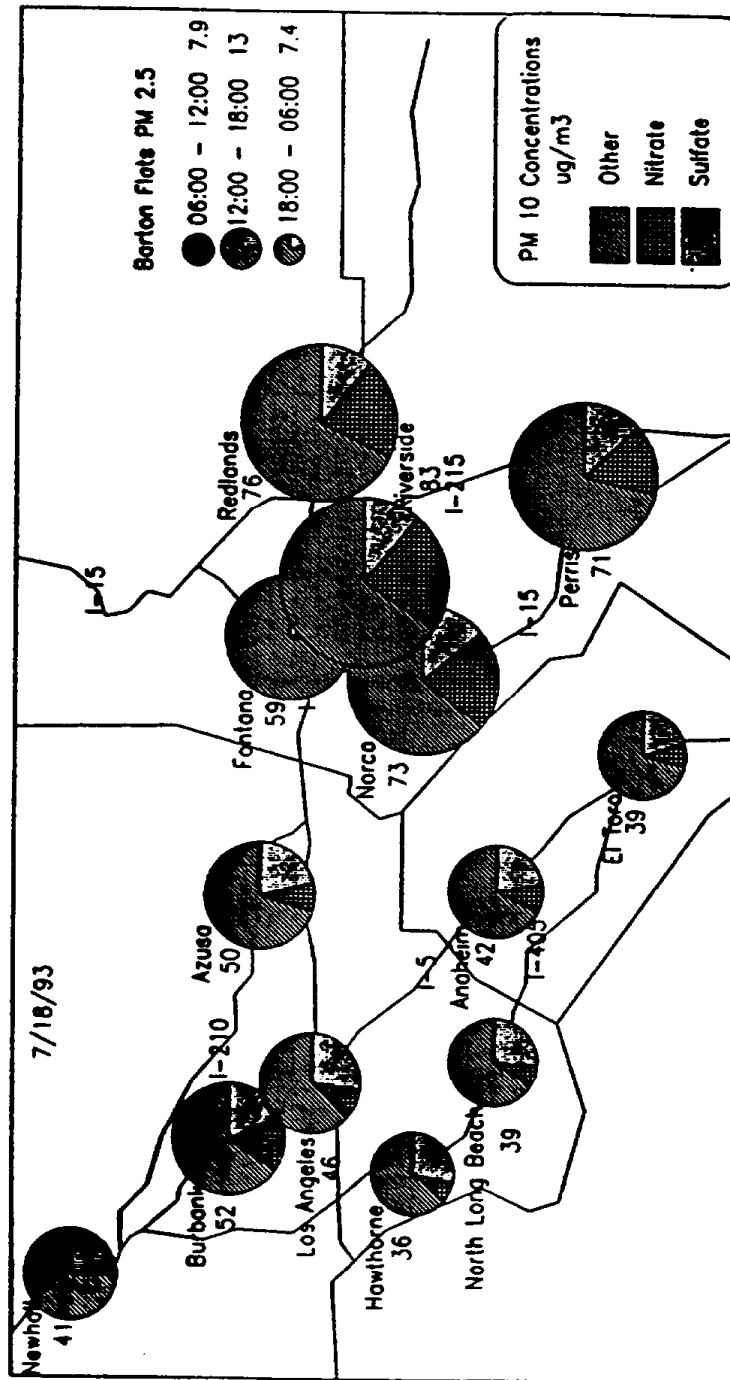 7/18/93
Barton Flats PM 2.5
06:00 - 12:00 7.9
12:00 - 18:00 13
18:00 - 06:00 7.4
I-15
Newhall
41
Burbank
52
I-210
Azusa
50
Los Angeles
46
Fontana
59
Redlands
76
Riverside
83
I-215
Norco
73
I-15
Perris
71
Hawthorne
36
North Long Beach
39
I-5
Anaheim
42
I-405
El Toro
39
PM 10 Concentrations
ug/m3
Other
Nitrate
Sulfate